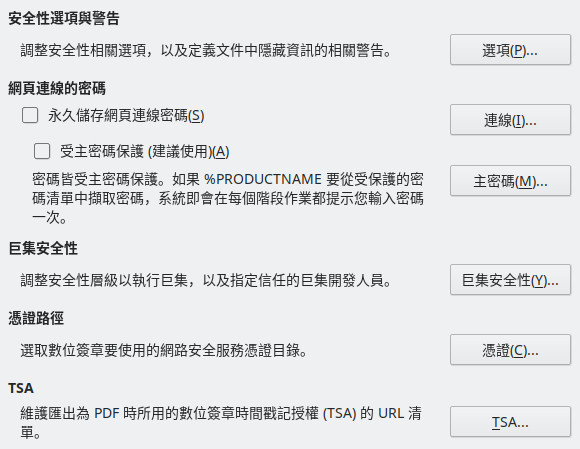 安全性選項與警告
調整安全性相關選項，以及定義文件中隱藏資訊的相關警告。
選項(P)...
網頁連線的密碼
永久儲存網頁連線密碼(S)
連線(I)...
受主密碼保護 (建議使用)(A)
密碼皆受主密碼保護。如果 %PRODUCTNAME 要從受保護的密
碼清單中擷取密碼，系統即會在每個階段作業都提示您輸入密碼
一次。
主密碼(M)...
巨集安全性
調整安全性層級以執行巨集，以及指定信任的巨集開發人員。
巨集安全性(Y)...
憑證路徑
選取數位簽章要使用的網路安全服務憑證目錄。
憑證(C)...
TSA
維護匯出為 PDF 時所用的數位簽章時間戳記授權 (TSA) 的 URL 清
單。
TSA...